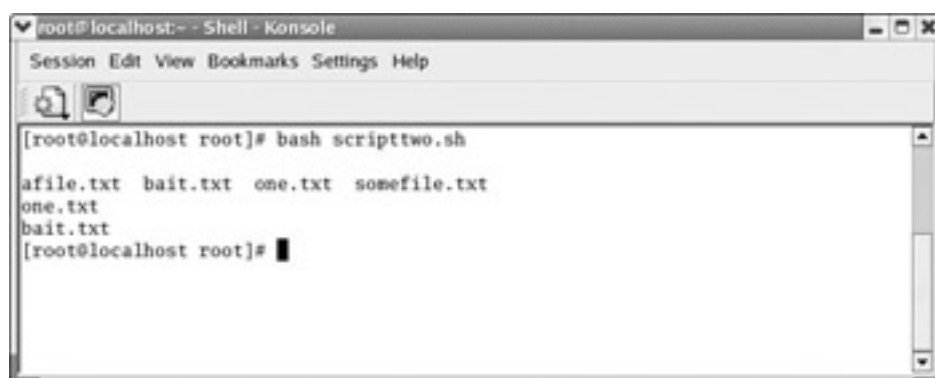 root@localhost:~ - Shell - Konsole
Session Edit View Bookmarks Settings Help
[root@localhost root]# bash scripttwo.sh
afile.txt bait.txt one.txt somefile.txt
one.txt
bait.txt
[root@localhost root]#